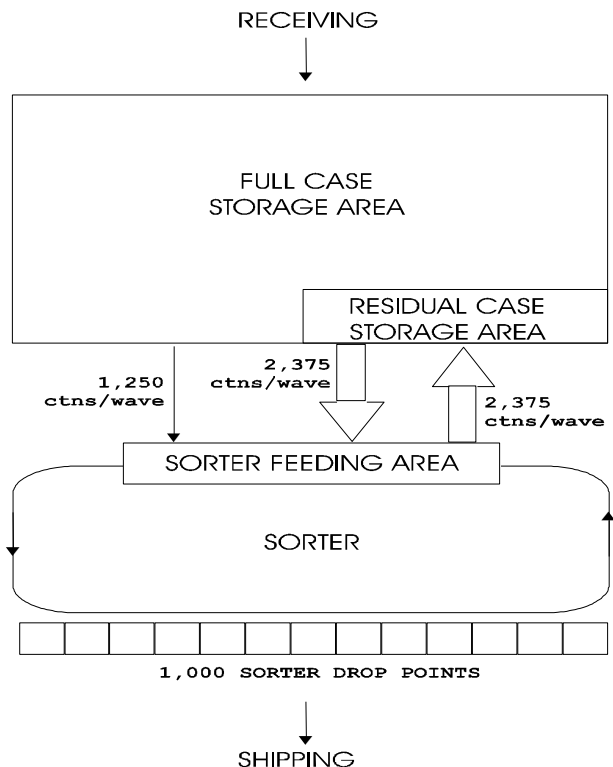 RECEIVING
FULL CASE
STORAGE AREA
RESIDUAL CASE
STORAGE AREA
1,250
ctns/wave
2,375
ctns/wave
2,375
ctns/wave
SORTER FEEDING AREA
SORTER
1,000 SORTER DROP POINTS
SHIPPING